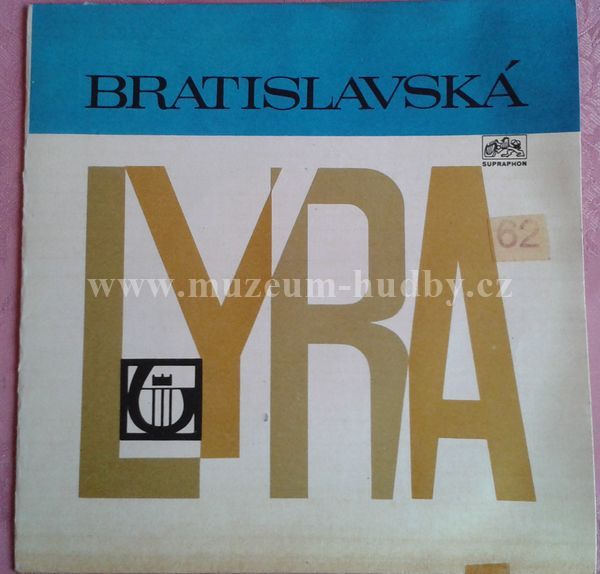 BRATISLAVSKÁ
SUPRAPHON
LYRA
62
www.muzeum-hudby.cz